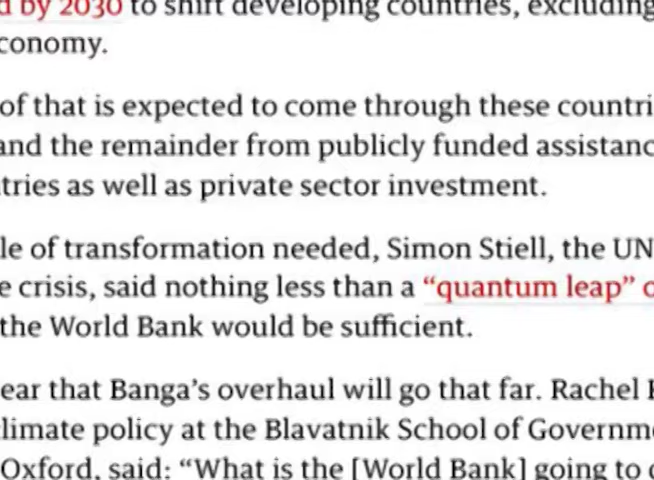 by 2030 to shift developing countries, excluding
conomy.
of that is expected to come through these countri
and the remainder from publicly funded assistanc
tries as well as private sector investment.
le of transformation needed, Simon Stiell, the UN
e crisis, said nothing less than a “quantum leap” o
the World Bank would be sufficient.
ear that Banga’s overhaul will go that far. Rachel
limate policy at the Blavatnik School of Governme
Oxford, said: “What is the [World Bank] going to